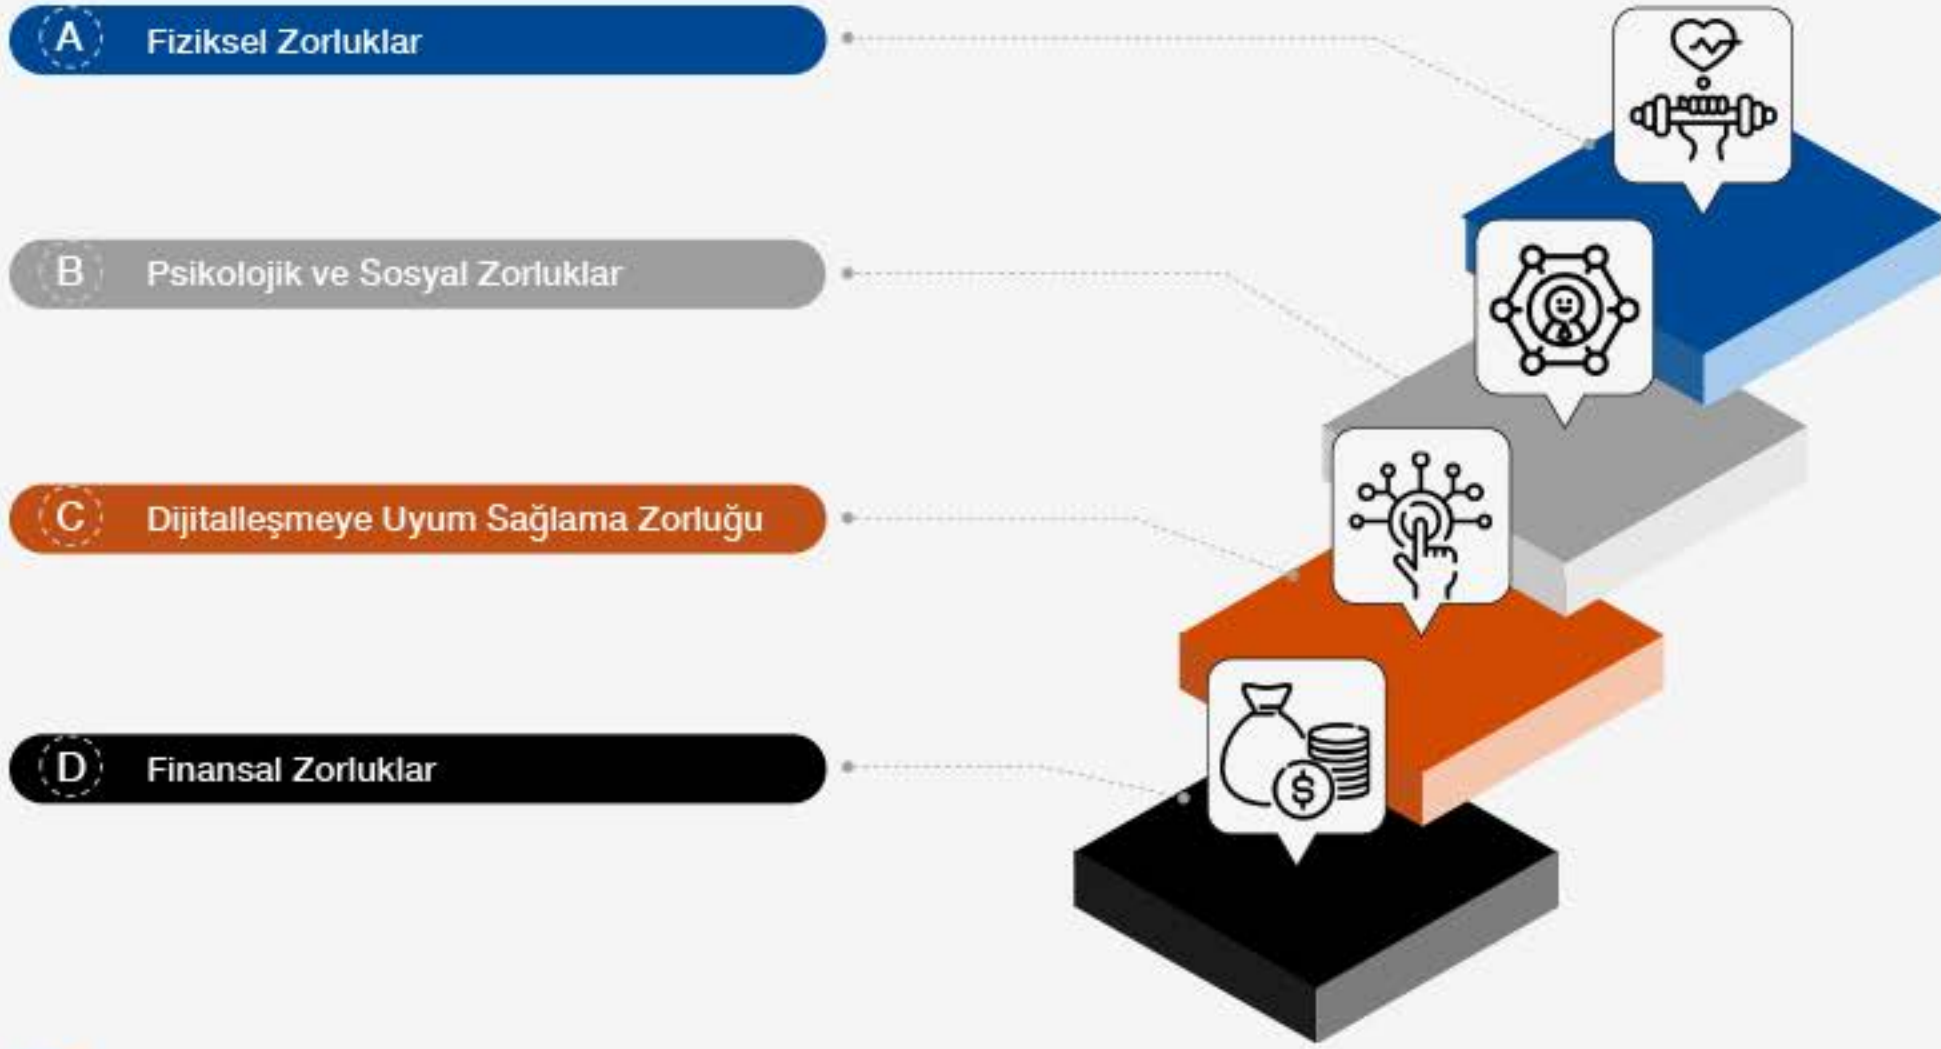 A Fiziksel Zorluklar
B Psikolojik ve Sosyal Zorluklar
C Dijitalleşmeye Uyum Sağlama Zorluğu
D Finansal Zorluklar
$